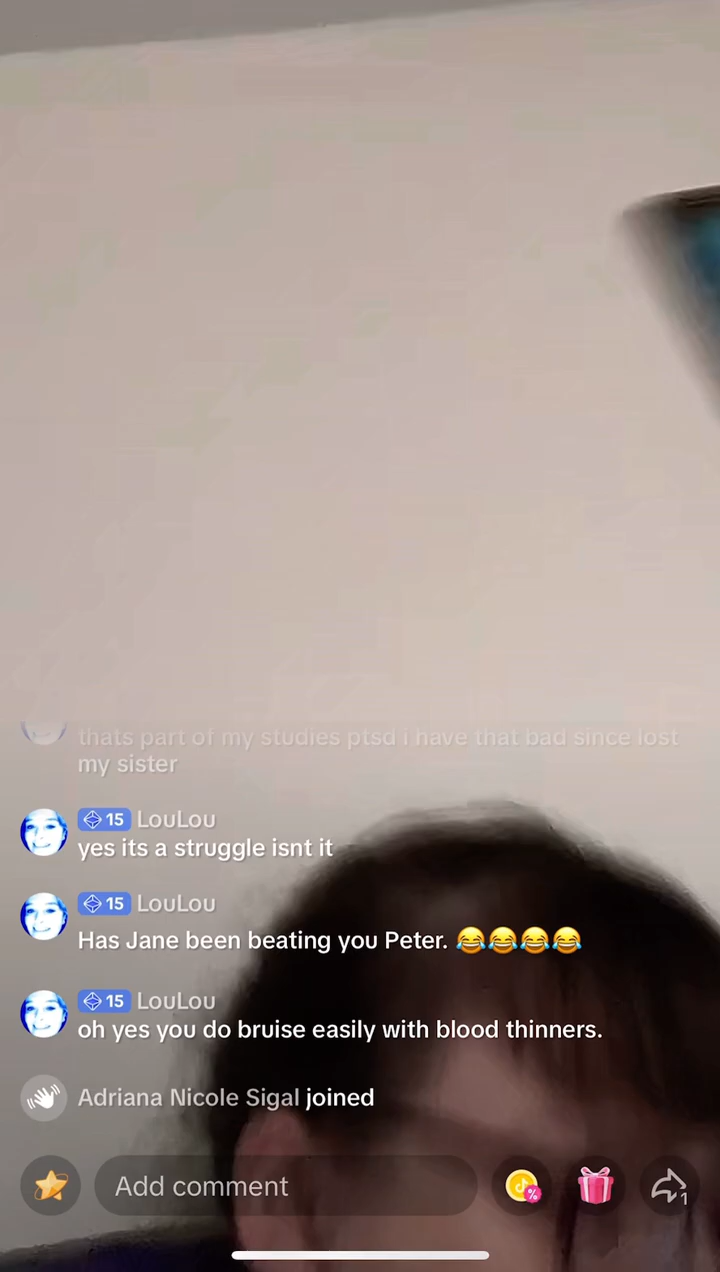 thats part of my studies ptsd i have that bad since lost
my sister
15 LouLou
yes its a struggle isnt it
15 LouLou
Has Jane been beating you Peter. 😂😂😂😂
15 LouLou
oh yes you do bruise easily with blood thinners.
Adriana Nicole Sigal joined
Add comment
%
1